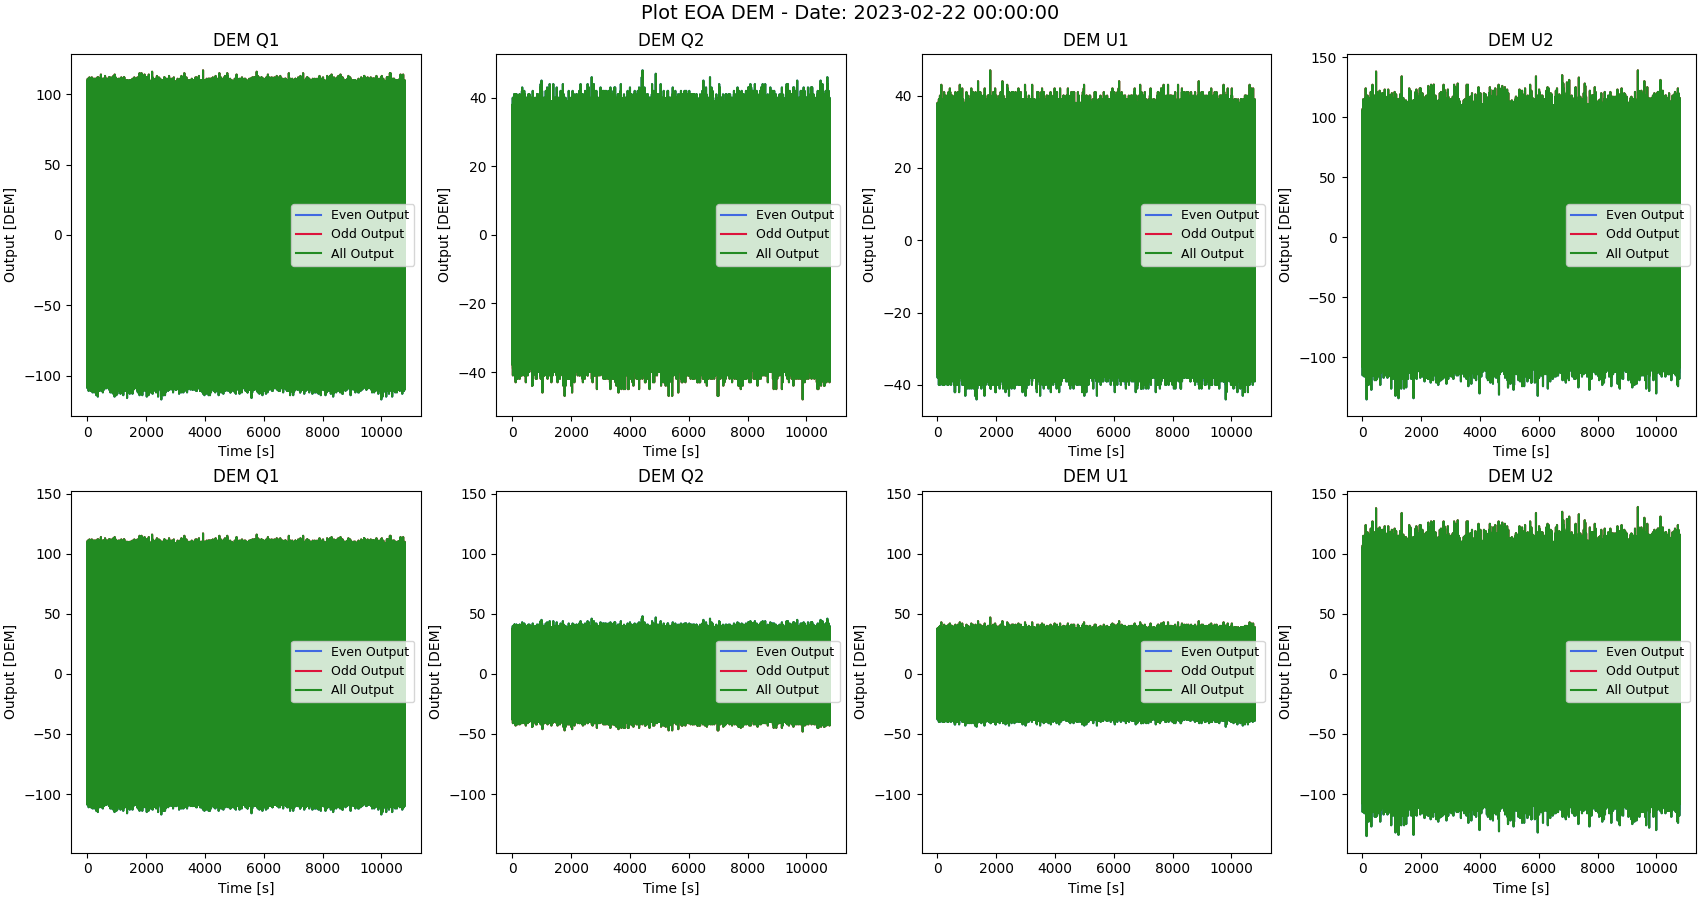 Plot EOA DEM - Date: 2023-02-22 00:00:00
DEM Q1
DEM Q2
DEM U1
DEM U2
Output [DEM]
100
50
0
−50
−100
Even Output
Odd Output
All Output
0 2000 4000 6000 8000 10000
Time [s]
Output [DEM]
40
20
0
−20
−40
Even Output
Odd Output
All Output
0 2000 4000 6000 8000 10000
Time [s]
Output [DEM]
40
20
0
−20
−40
Even Output
Odd Output
All Output
0 2000 4000 6000 8000 10000
Time [s]
Output [DEM]
150
100
50
0
−50
−100
Even Output
Odd Output
All Output
0 2000 4000 6000 8000 10000
Time [s]
DEM Q1
DEM Q2
DEM U1
DEM U2
Output [DEM]
150
100
50
0
−50
−100
Even Output
Odd Output
All Output
0 2000 4000 6000 8000 10000
Time [s]
Output [DEM]
150
100
50
0
−50
−100
Even Output
Odd Output
All Output
0 2000 4000 6000 8000 10000
Time [s]
Output [DEM]
150
100
50
0
−50
−100
Even Output
Odd Output
All Output
0 2000 4000 6000 8000 10000
Time [s]
Output [DEM]
150
100
50
0
−50
−100
Even Output
Odd Output
All Output
0 2000 4000 6000 8000 10000
Time [s]